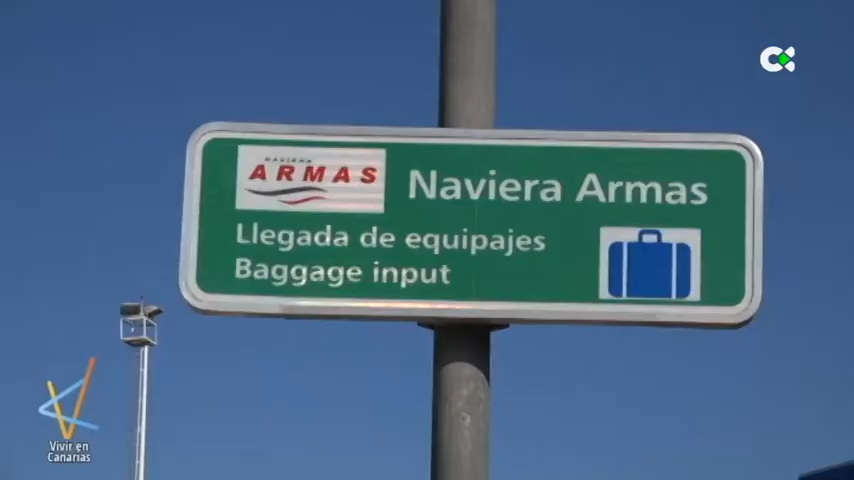 NAVIERA
ARMAS
Naviera Armas
Llegada de equipajes
Baggage input
Vivir en
Canarias